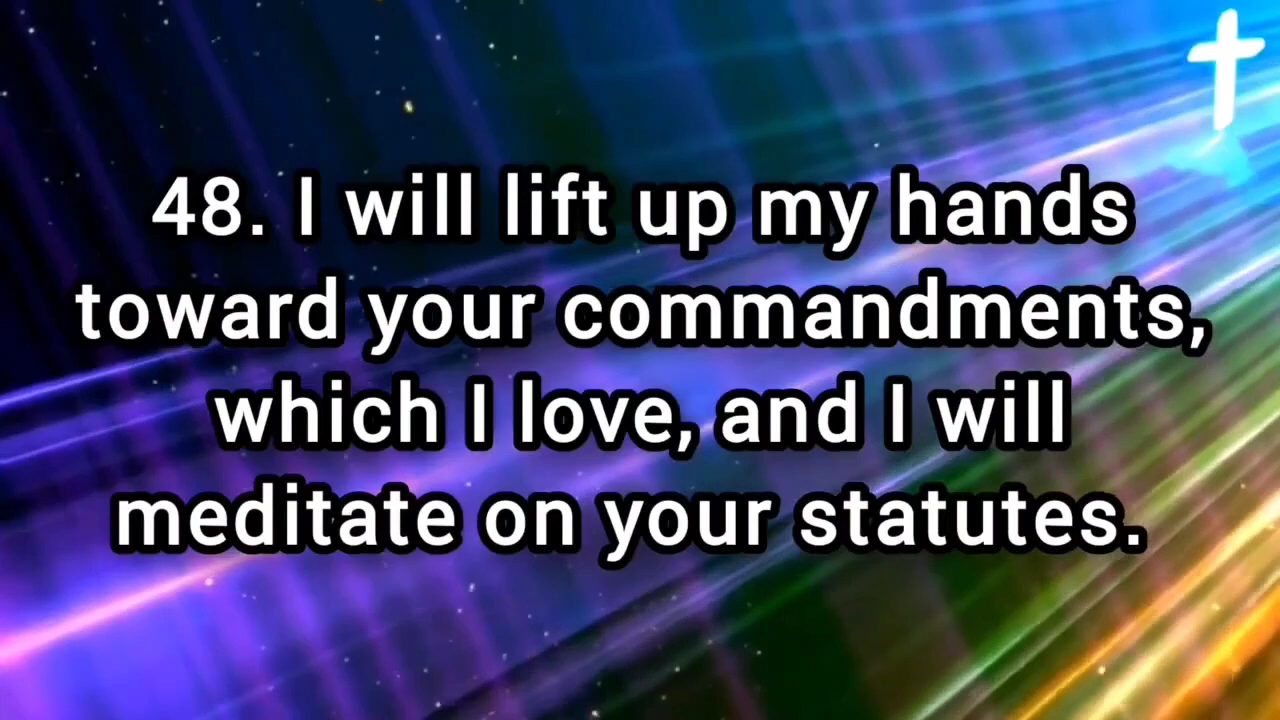 48. I will lift up my hands
toward your commandments,
which I love, and I will
meditate on your statutes.